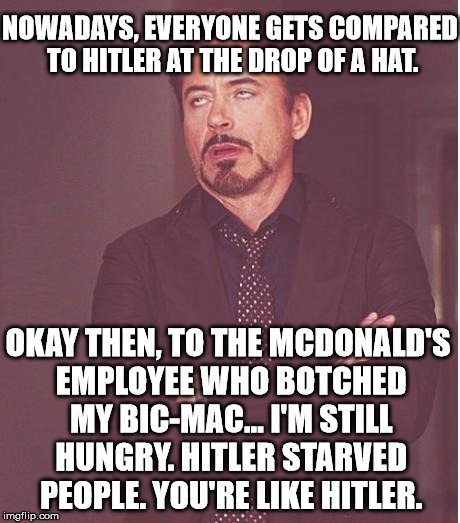 NOWADAYS, EVERYONE GETS COMPARED
TO HITLER AT THE DROP OF A HAT.
OKAY THEN, TO THE MCDONALD'S
EMPLOYEE WHO BOTCHED
MY BIC-MAC... I'M STILL
HUNGRY. HITLER STARVED
PEOPLE. YOU'RE LIKE HITLER.
imgflip.com